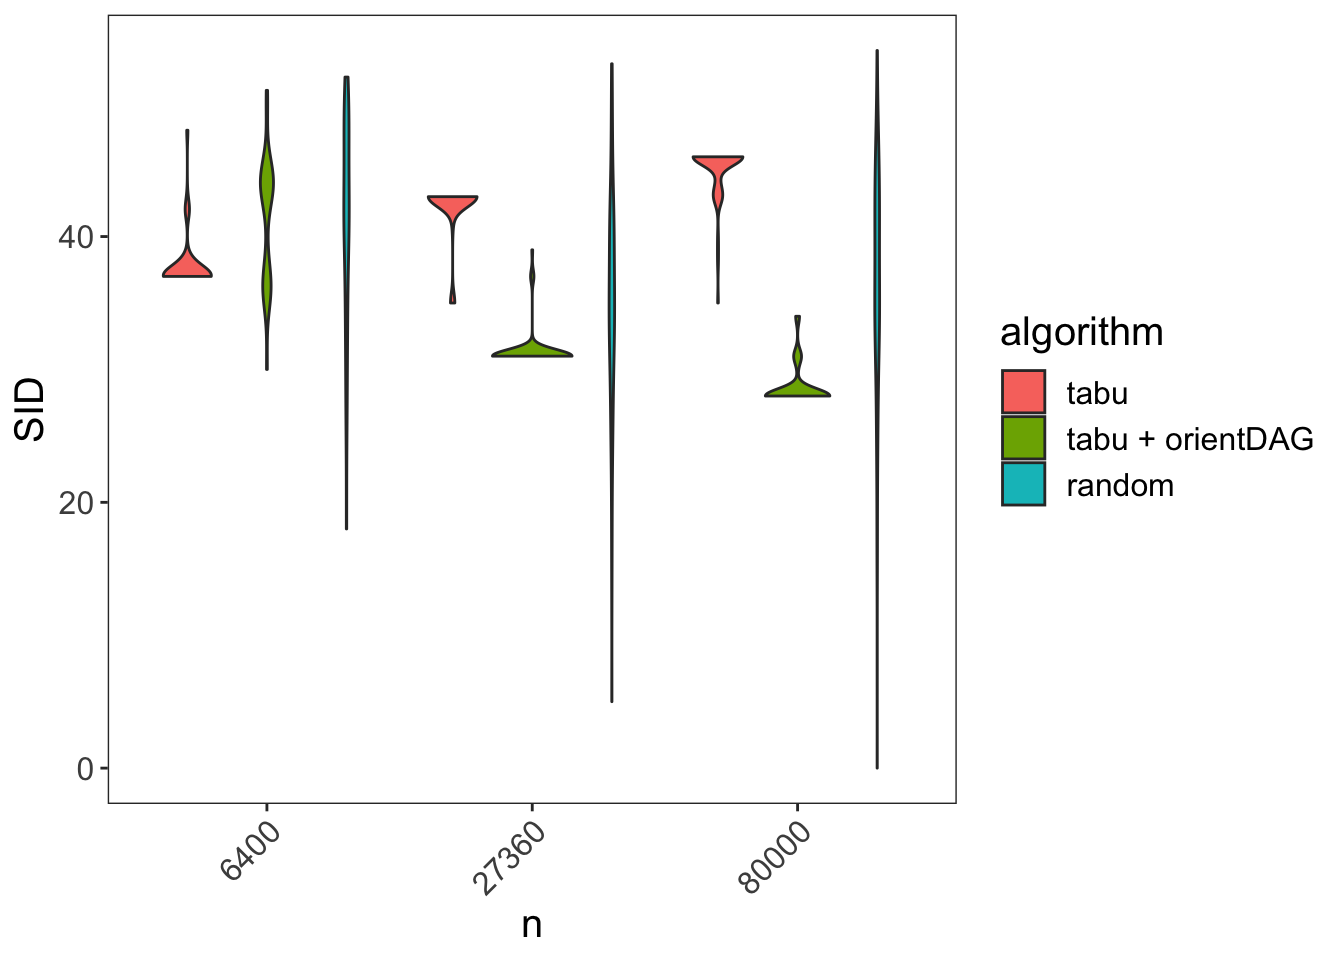 SID
40
20
0
6400
27360
80000
n
algorithm
tabu
tabu + orientDAG
random